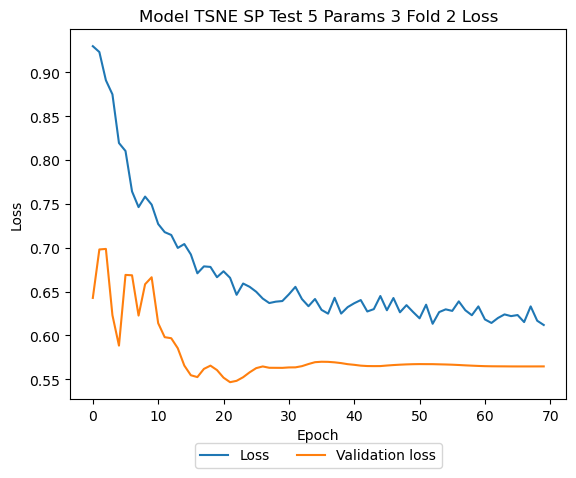 Model TSNE SP Test 5 Params 3 Fold 2 Loss
0.90
0.85
0.80
0.75
0.70
0.65
0.60
0.55
Loss
0 10 20 30 40 50 60 70
Epoch
Loss Validation loss